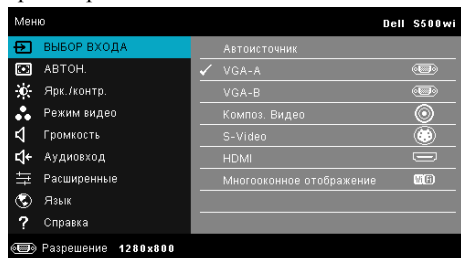 Меню Dell S500wi
ВЫБОР ВХОДА
АВТОН.
Ярк./контр.
Режим видео
Громкость
Аудиовход
Расширенные
Язык
Справка
Автоисточник
VGA-A
VGA-B
Композ. Видео
S-Video
HDMI
Многооконное отображение
Разрешение 1280x800